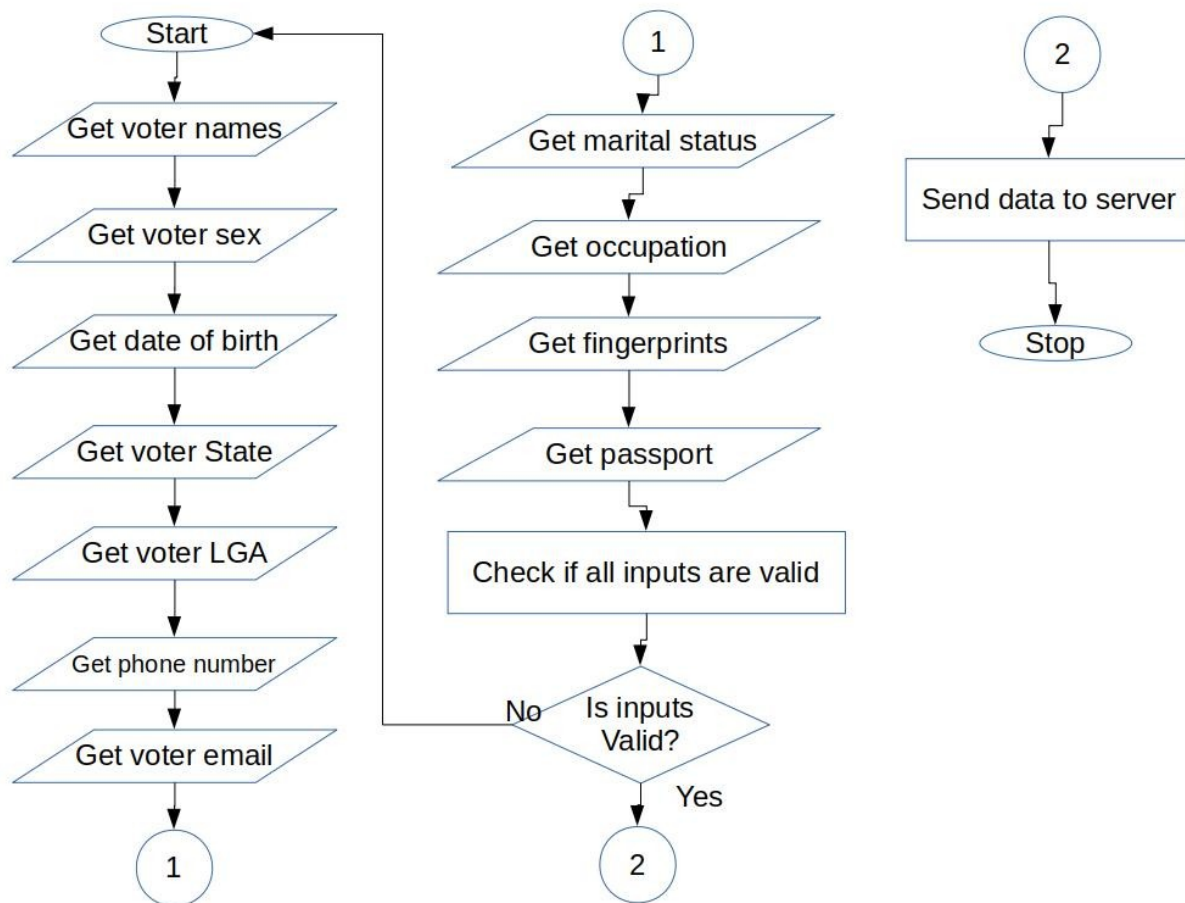 Start
Get voter names
Get voter sex
Get date of birth
Get voter State
Get voter LGA
Get phone number
Get voter email
1
1
Get marital status
Get occupation
Get fingerprints
Get passport
Check if all inputs are valid
Is inputs
Valid?
No
Yes
2
2
Send data to server
Stop